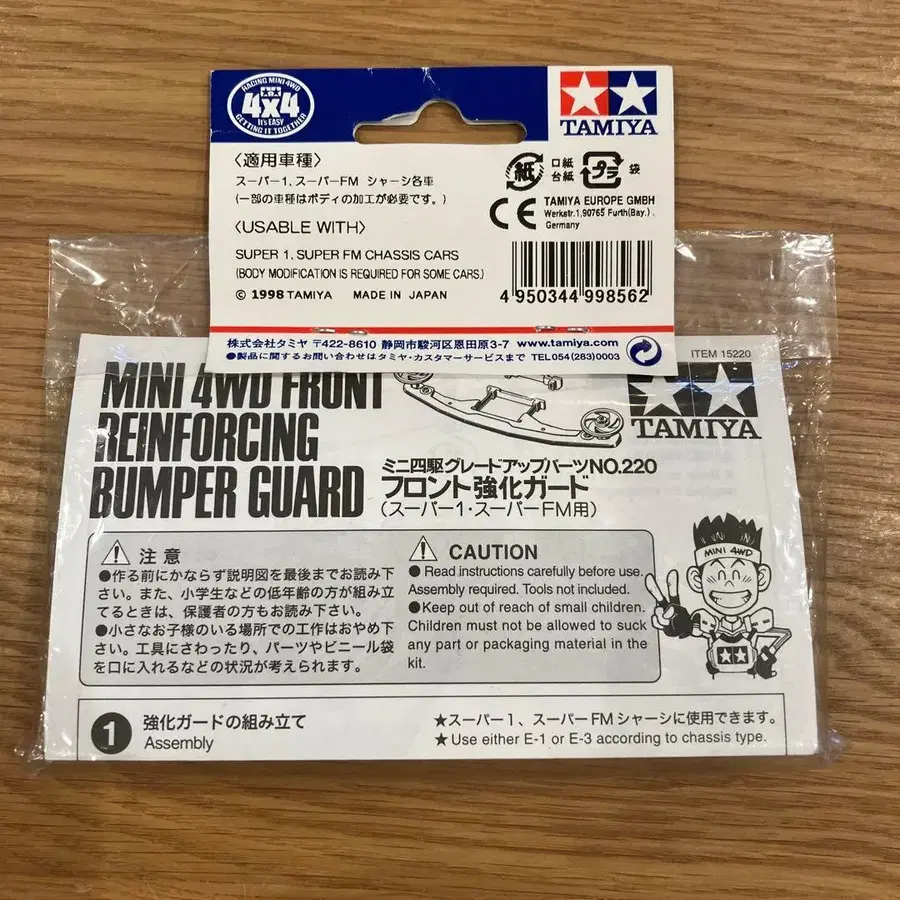 RACING MINI 4WD
4x4
It's EASY
GETTING IT TOGETHER
TAMIYA
〈適用車種〉
スーパー1、スーパーFM シャーシ各車
(一部の車種はボディの加工が必要です。)
〈USABLE WITH〉
SUPER 1, SUPER FM CHASSIS CARS
(BODY MODIFICATION IS REQUIRED FOR SOME CARS.)
© 1998 TAMIYA MADE IN JAPAN
紙
口紙
台紙
プラ
袋
CE
TAMIYA EUROPE GMBH
Werkstr.1,90765 Furth(Bay.) .
Germany
4 950344 998562
株式会社タミヤ 〒422-8610 静岡市駿河区恩田原3-7 www.tamiya.com
●製品に関するお問い合わせはタミヤ・カスタマーサービスまで TEL054(283)0003
ITEM 15220
MINI 4WD FRONT
REINFORCING
BUMPER GUARD
TAMIYA
ミニ四駆グレードアップパーツNO.220
フロント強化ガード
(スーパー1・スーパーFM用)
注意
●作る前にかならず説明図を最後までお読み下
さい。また、小学生などの低年齢の方が組み立
てるときは、保護者の方もお読み下さい。
●小さなお子様のいる場所での工作はおやめ下
さい。工具にさわったり、パーツやビニール袋
を口に入れるなどの状況が考えられます。
CAUTION
● Read instructions carefully before use.
Assembly required. Tools not included.
●Keep out of reach of small children.
Children must not be allowed to suck
any part or packaging material in the
kit.
MINI 4WD
1
強化ガードの組み立て
Assembly
★スーパー1、スーパーFMシャーシに使用できます。
★ Use either E-1 or E-3 according to chassis type.